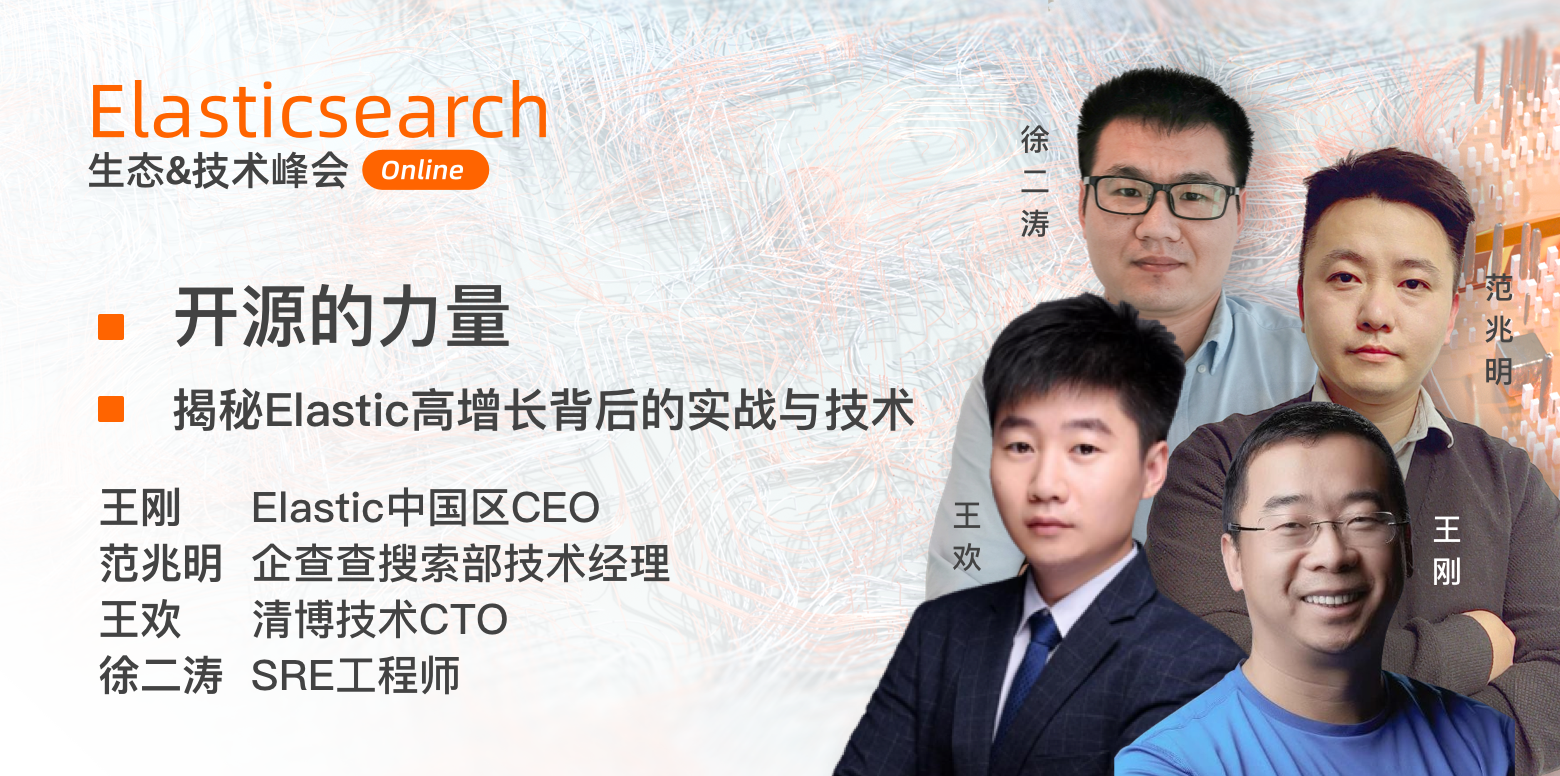 Elasticsearch
生态&技术峰会 Online
开源的力量
揭秘Elastic高增长背后的实战与技术
王刚 Elastic中国区CEO
范兆明 企查查搜索部技术经理
王欢 清博技术CTO
徐二涛 SRE工程师
徐二涛
范兆明
王欢
王刚